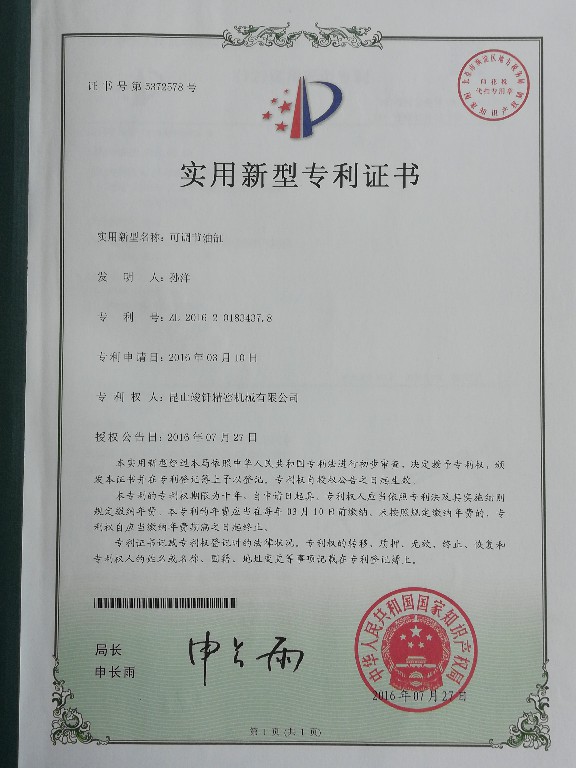 证书号第5372578号
实用新型专利证书
实用新型名称：可调节油缸
发 明 人：孙洋
专 利 号：ZL 2016 2 0183437.8
专利申请日：2016年03月10日
专 利 权 人：昆山峻钎精密机械有限公司
授权公告日：2016年07月27日
本实用新型经过本局依照中华人民共和国专利法进行初步审查，决定授予专利权，颁
发本证书并在专利登记簿上予以登记。专利权自授权公告之日起生效。
本专利的专利权期限为十年，自申请日起算。专利权人应当依照专利法及其实施细则
规定缴纳年费。本专利的年费应当在每年03月10日前缴纳。未按照规定缴纳年费的，专
利权自应当缴纳年费期满之日起终止。
专利证书记载专利权登记时的法律状况。专利权的转移、质押、无效、终止、恢复和
专利权人的姓名或名称、国籍、地址变更等事项记载在专利登记簿上。
局长
申长雨
申长雨
中华人民共和国国家知识产权局
2016年07月27日
第1页(共1页)